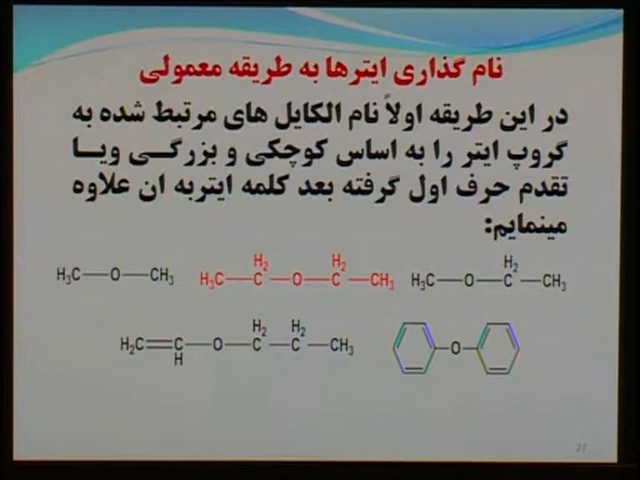 نام گذاری ایترها به طریقه معمولی
در این طریقه اولاً نام الکایل های مرتبط شده به
گروپ ایتر را به اساس کوچکی و بزرگــی ویــا
تقدم حرف اول گرفته بعد کلمه ایتربه ان علاوه
مینمایم:
H₃C—O—CH₃ H₃C—C(H₂)—O—C(H₂)—CH₃ H₃C—O—C(H₂)—CH₃
H₂C=C(H)—O—C(H₂)—C(H₂)—CH₃ O
27